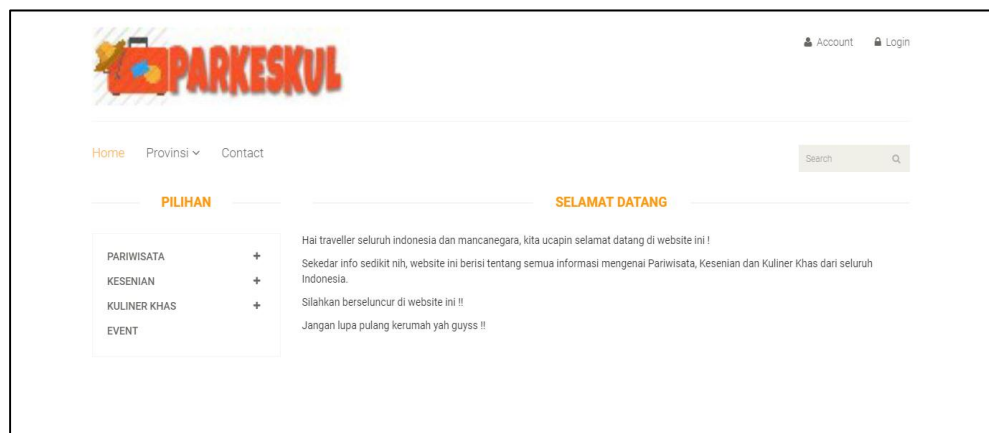 PARKESKUL
Account Login
Home Provinsi Contact
Search
PILIHAN
PARIWISATA
KESENIAN
KULINER KHAS
EVENT
SELAMAT DATANG
Hai traveller seluruh indonesia dan mancanegara, kita ucapin selamat datang di website ini !
Sekedar info sedikit nih, website ini berisi tentang semua informasi mengenai Pariwisata, Kesenian dan Kuliner Khas dari seluruh
Indonesia.
Silahkan berseluncur di website ini !!
Jangan lupa pulang kerumah yah guyss !!